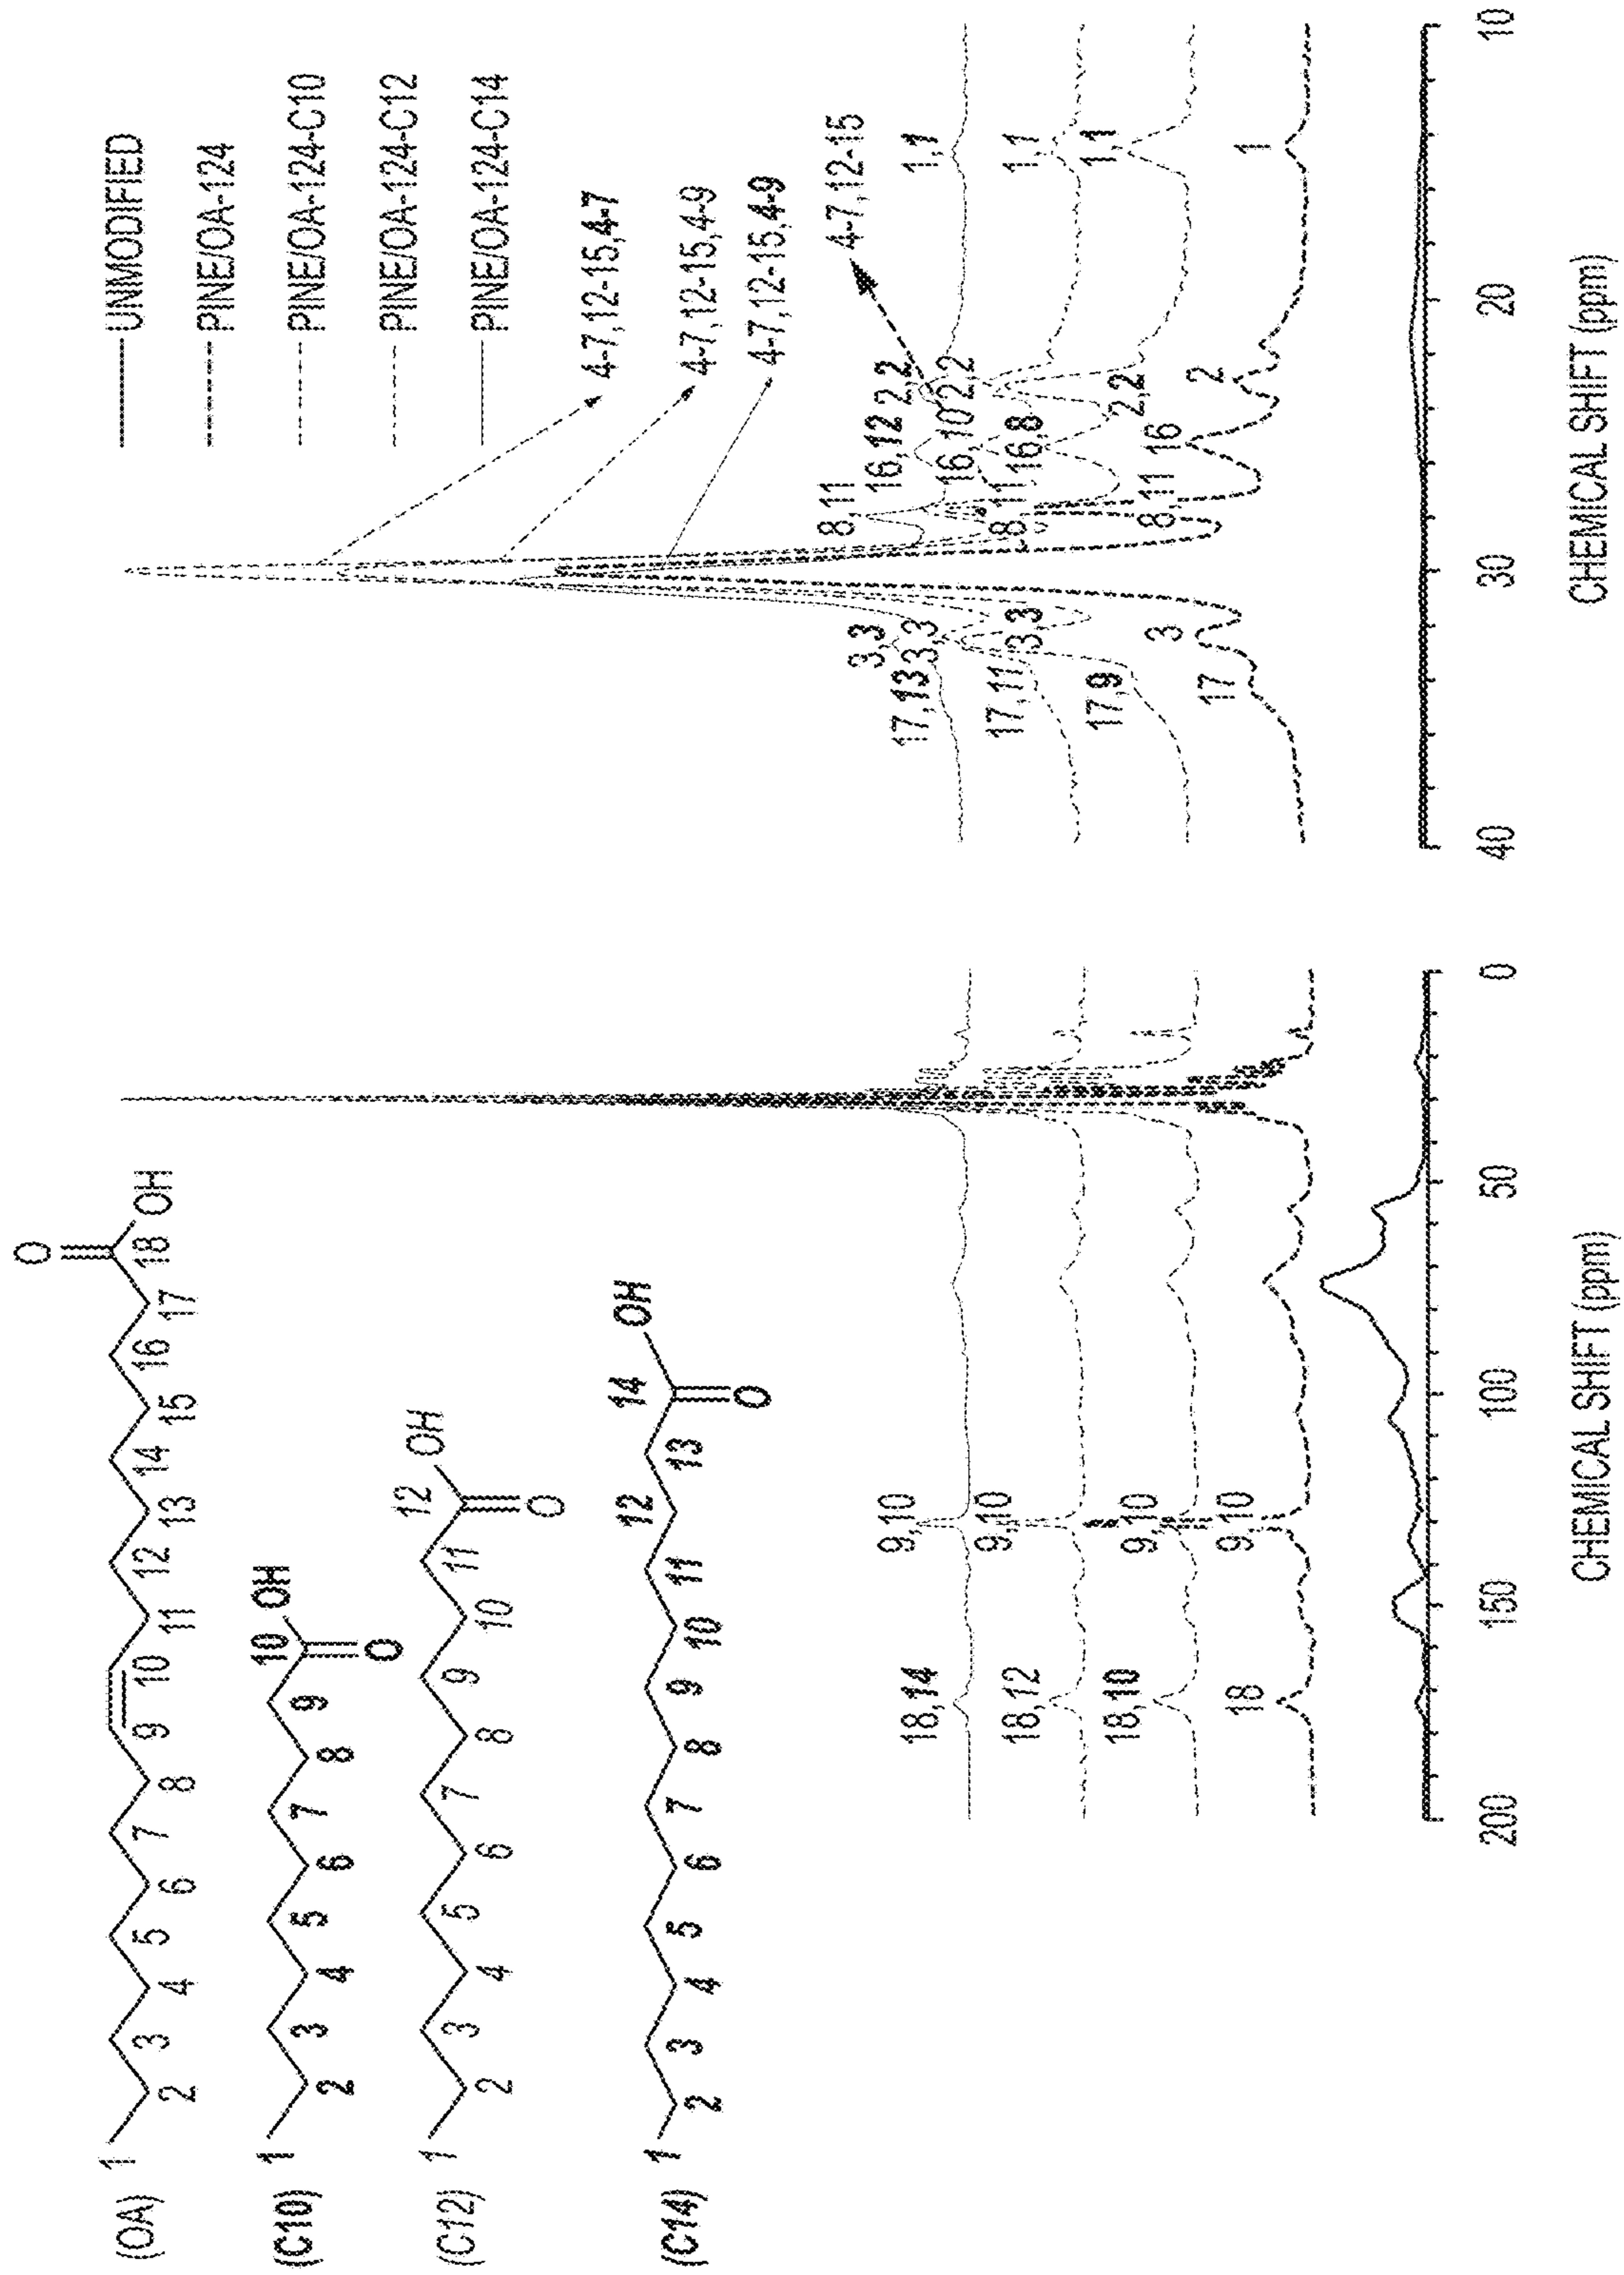 (OA) 1 2 3 4 5 6 7 8 9 10 11 12 13 14 15 16 17 18 OH
O
(C10) 1 2 3 4 5 6 7 8 9 10 OH
O
(C12) 1 2 3 4 5 6 7 8 9 10 11 12 OH
O
(C14) 1 2 3 4 5 6 7 8 9 10 11 12 13 14 OH
O
18,14
9,10
18,12
9,10
18,10
9,10
18
9,10
200 150 100 50 0
CHEMICAL SHIFT (ppm)
UNMODIFIED
PINE/OA-124
PINE/OA-124-C10
PINE/OA-124-C12
PINE/OA-124-C14
4-7,12-15,4-7
4-7,12-15,4-9
4-7,12-15,4-9
4-7,12-15
17,13
3,3
8,11
16,12
2,2
1,1
17,11
3,3
8
11
16,10
2,2
1,1
17,9
3,3
16,8
2,2
1,1
17
3
8,11
16
2
1
40 30 20 10
CHEMICAL SHIFT (ppm)